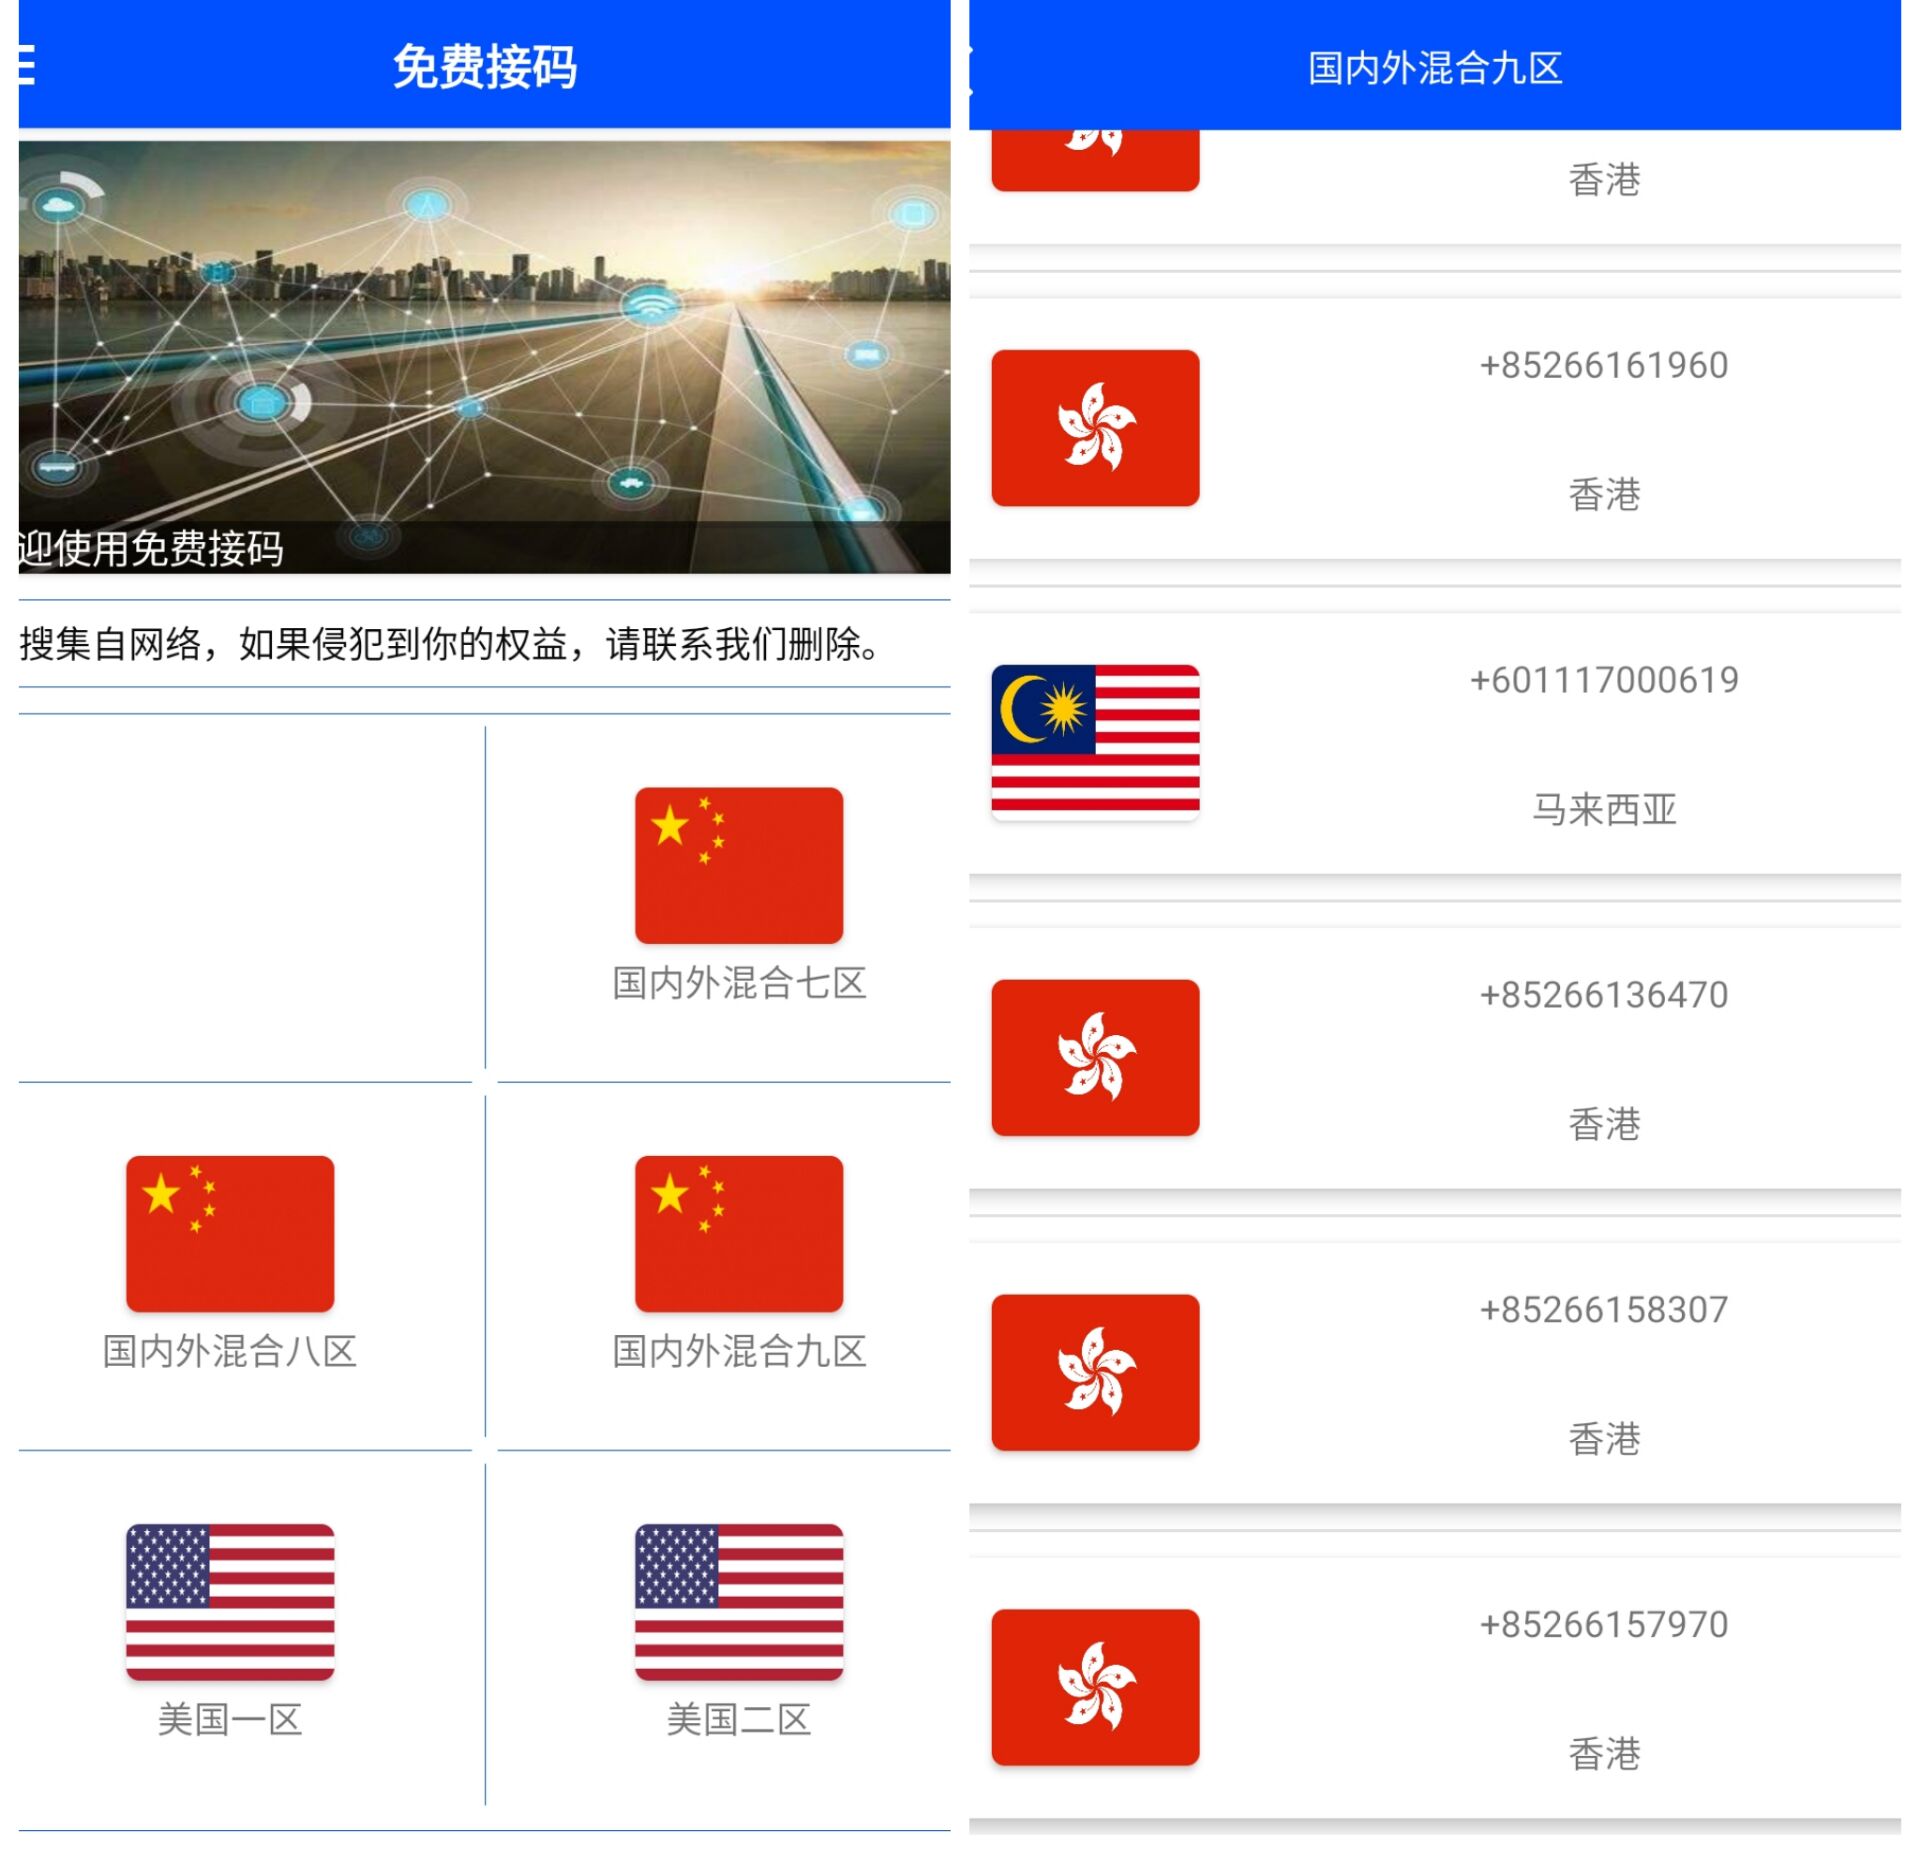 免费接码
迎使用免费接码
搜集自网络，如果侵犯到你的权益，请联系我们删除。
国内外混合七区
国内外混合八区
国内外混合九区
美国一区
美国二区
国内外混合九区
香港
+85266161960
香港
+601117000619
马来西亚
+85266136470
香港
+85266158307
香港
+85266157970
香港